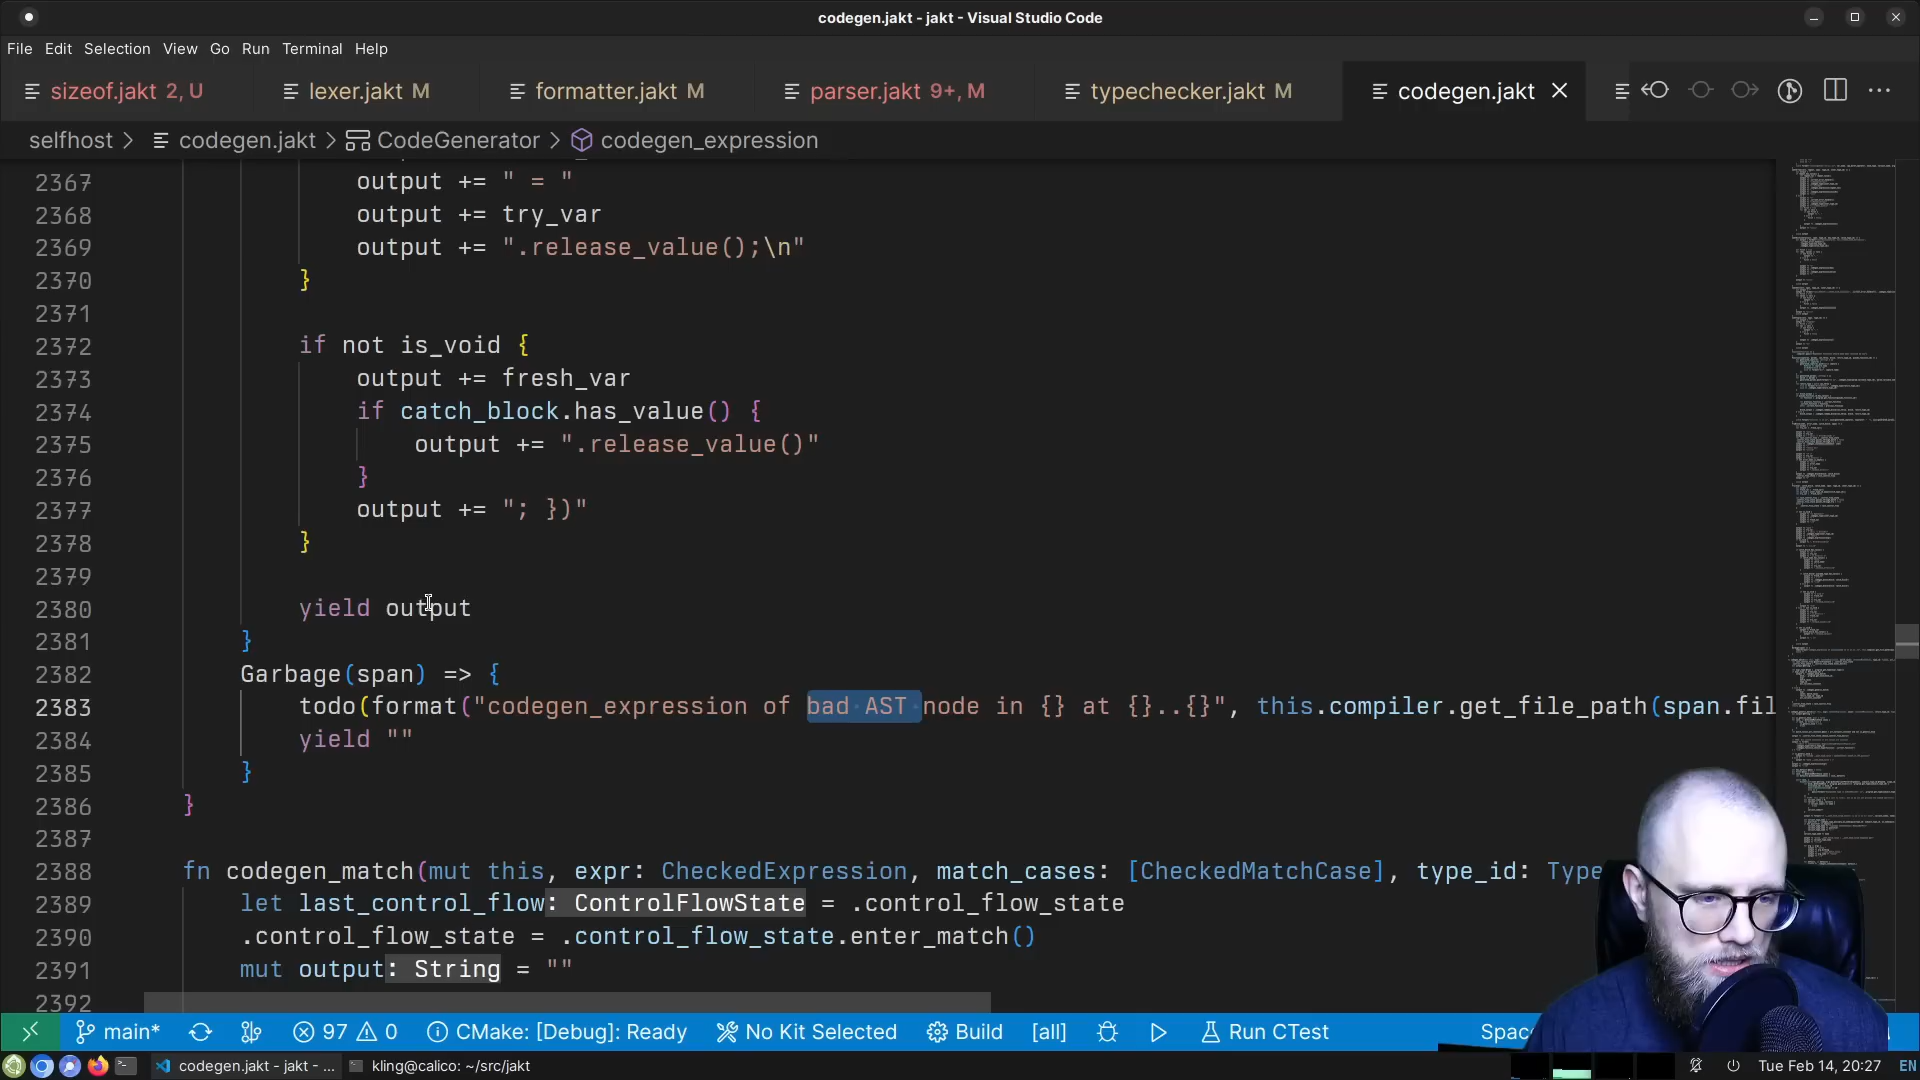 codegen.jakt - jakt - Visual Studio Code
File Edit Selection View Go Run Terminal Help
sizeof.jakt 2, U lexer.jakt M formatter.jakt M parser.jakt 9+, M typechecker.jakt M codegen.jakt
selfhost > codegen.jakt > CodeGenerator > codegen_expression
2367 output += " = "
2368 output += try_var
2369 output += ".release_value();\n"
2370 }
2371
2372 if not is_void {
2373 output += fresh_var
2374 if catch_block.has_value() {
2375 output += ".release_value()"
2376 }
2377 output += "; })"
2378 }
2379
2380 yield output
2381 }
2382 Garbage(span) => {
2383 todo(format("codegen_expression of bad AST node in {} at {}..{}", this.compiler.get_file_path(span.fil
2384 yield ""
2385 }
2386 }
2387
2388 fn codegen_match(mut this, expr: CheckedExpression, match_cases: [CheckedMatchCase], type_id: Type
2389 let last_control_flow: ControlFlowState = .control_flow_state
2390 .control_flow_state = .control_flow_state.enter_match()
2391 mut output: String = ""
2392
main* 97 0 CMake: [Debug]: Ready No Kit Selected Build [all] Run CTest Space
codegen.jakt - jakt - ... kling@calico: ~/src/jakt Tue Feb 14, 20:27 EN